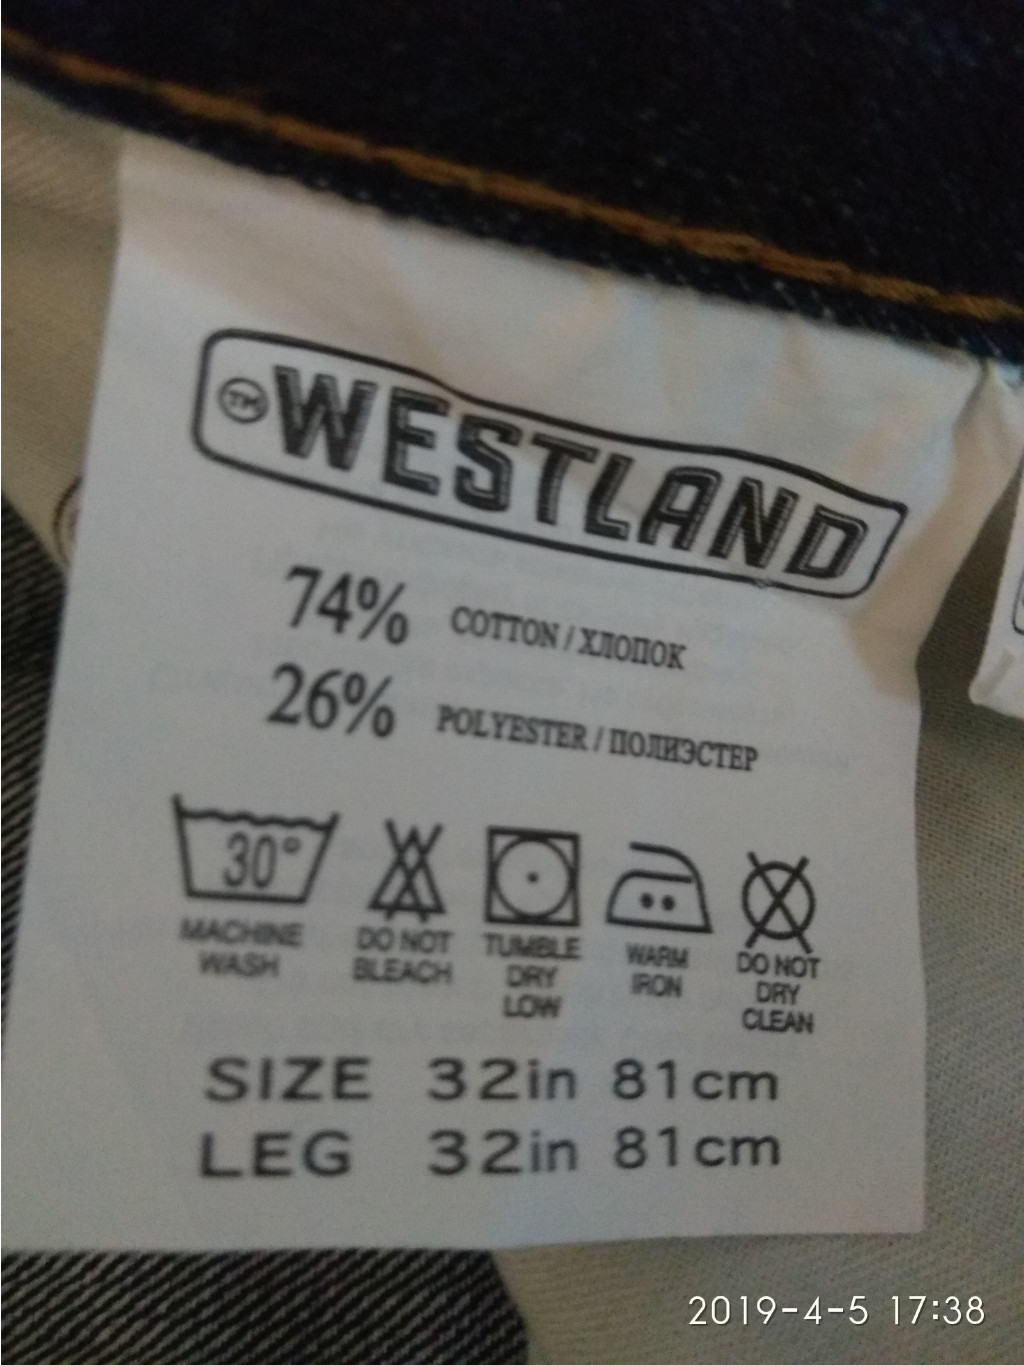 ™ WESTLAND
74% COTTON / ХЛОПОК
26% POLYESTER / ПОЛИЭСТЕР
30°
MACHINE WASH
DO NOT BLEACH
TUMBLE DRY LOW
WARM IRON
DO NOT DRY CLEAN
SIZE 32in 81cm
LEG 32in 81cm
2019-4-5 17:38